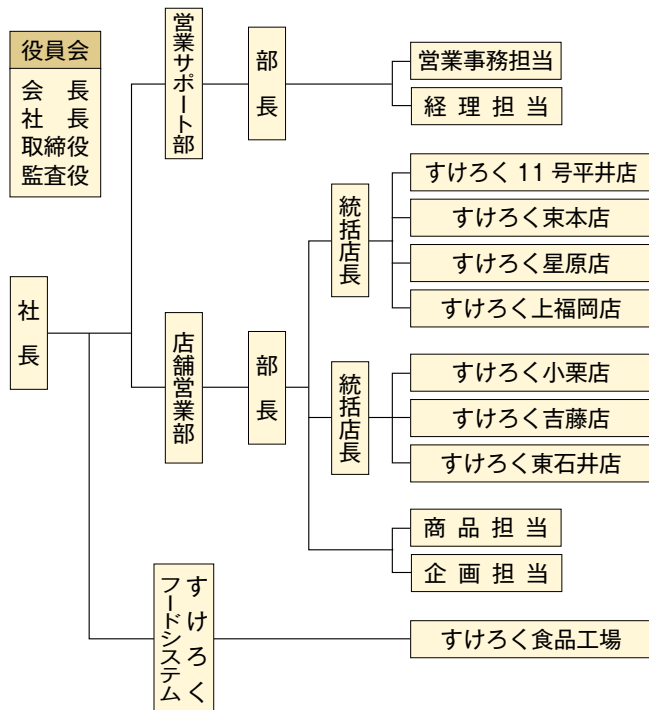 役員会
会長
社長
取締役
監査役
社長
営業サポート部
部長
営業事務担当
経理担当
店舗営業部
部長
統括店長
すけろく 11 号平井店
すけろく束本店
すけろく星原店
すけろく上福岡店
統括店長
すけろく小栗店
すけろく吉藤店
すけろく東石井店
商品担当
企画担当
すけろく
フードシステム
すけろく食品工場